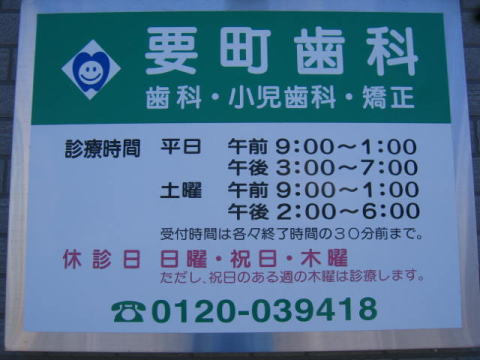 要町歯科
歯科・小児歯科・矯正
診療時間 平日 午前 9:00〜1:00
午後 3:00〜7:00
土曜 午前 9:00〜1:00
午後 2:00〜6:00
受付時間は各々終了時間の30分前まで。
休診日 日曜・祝日・木曜
ただし、祝日のある週の木曜は診療します。
☎0120-039418